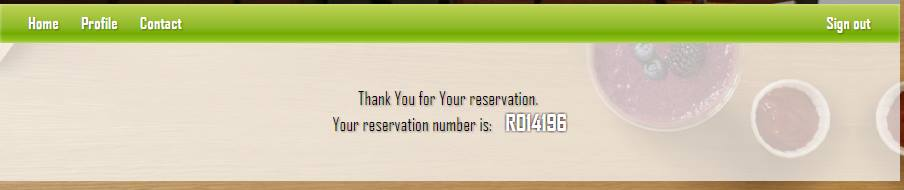 Home Profile Contact Sign out
Thank You for Your reservation.
Your reservation number is: R014196